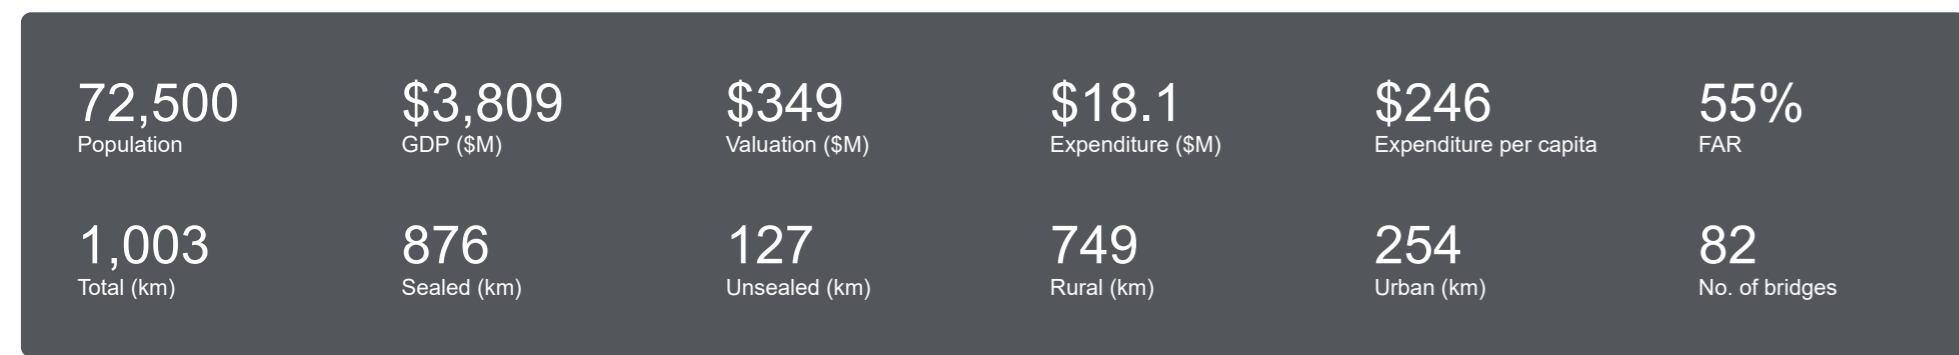 72,500 $3,809 $349 $18.1 $246 55%
Population GDP ($M) Valuation ($M) Expenditure ($M) Expenditure per capita FAR
1,003 876 127 749 254 82
Total (km) Sealed (km) Unsealed (km) Rural (km) Urban (km) No. of bridges